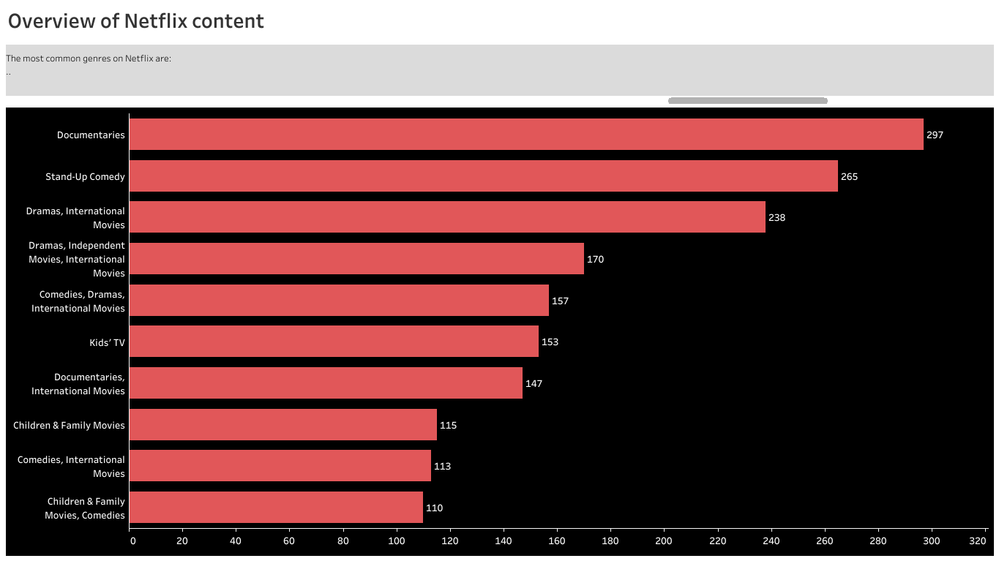 Overview of Netflix content
The most common genres on Netflix are:
..
Documentaries
297
Stand-Up Comedy
265
Dramas, International
Movies
238
Dramas, Independent
Movies, International
Movies
170
Comedies, Dramas,
International Movies
157
Kids’ TV
153
Documentaries,
International Movies
147
Children & Family Movies
115
Comedies, International
Movies
113
Children & Family
Movies, Comedies
110
0 20 40 60 80 100 120 140 160 180 200 220 240 260 280 300 320